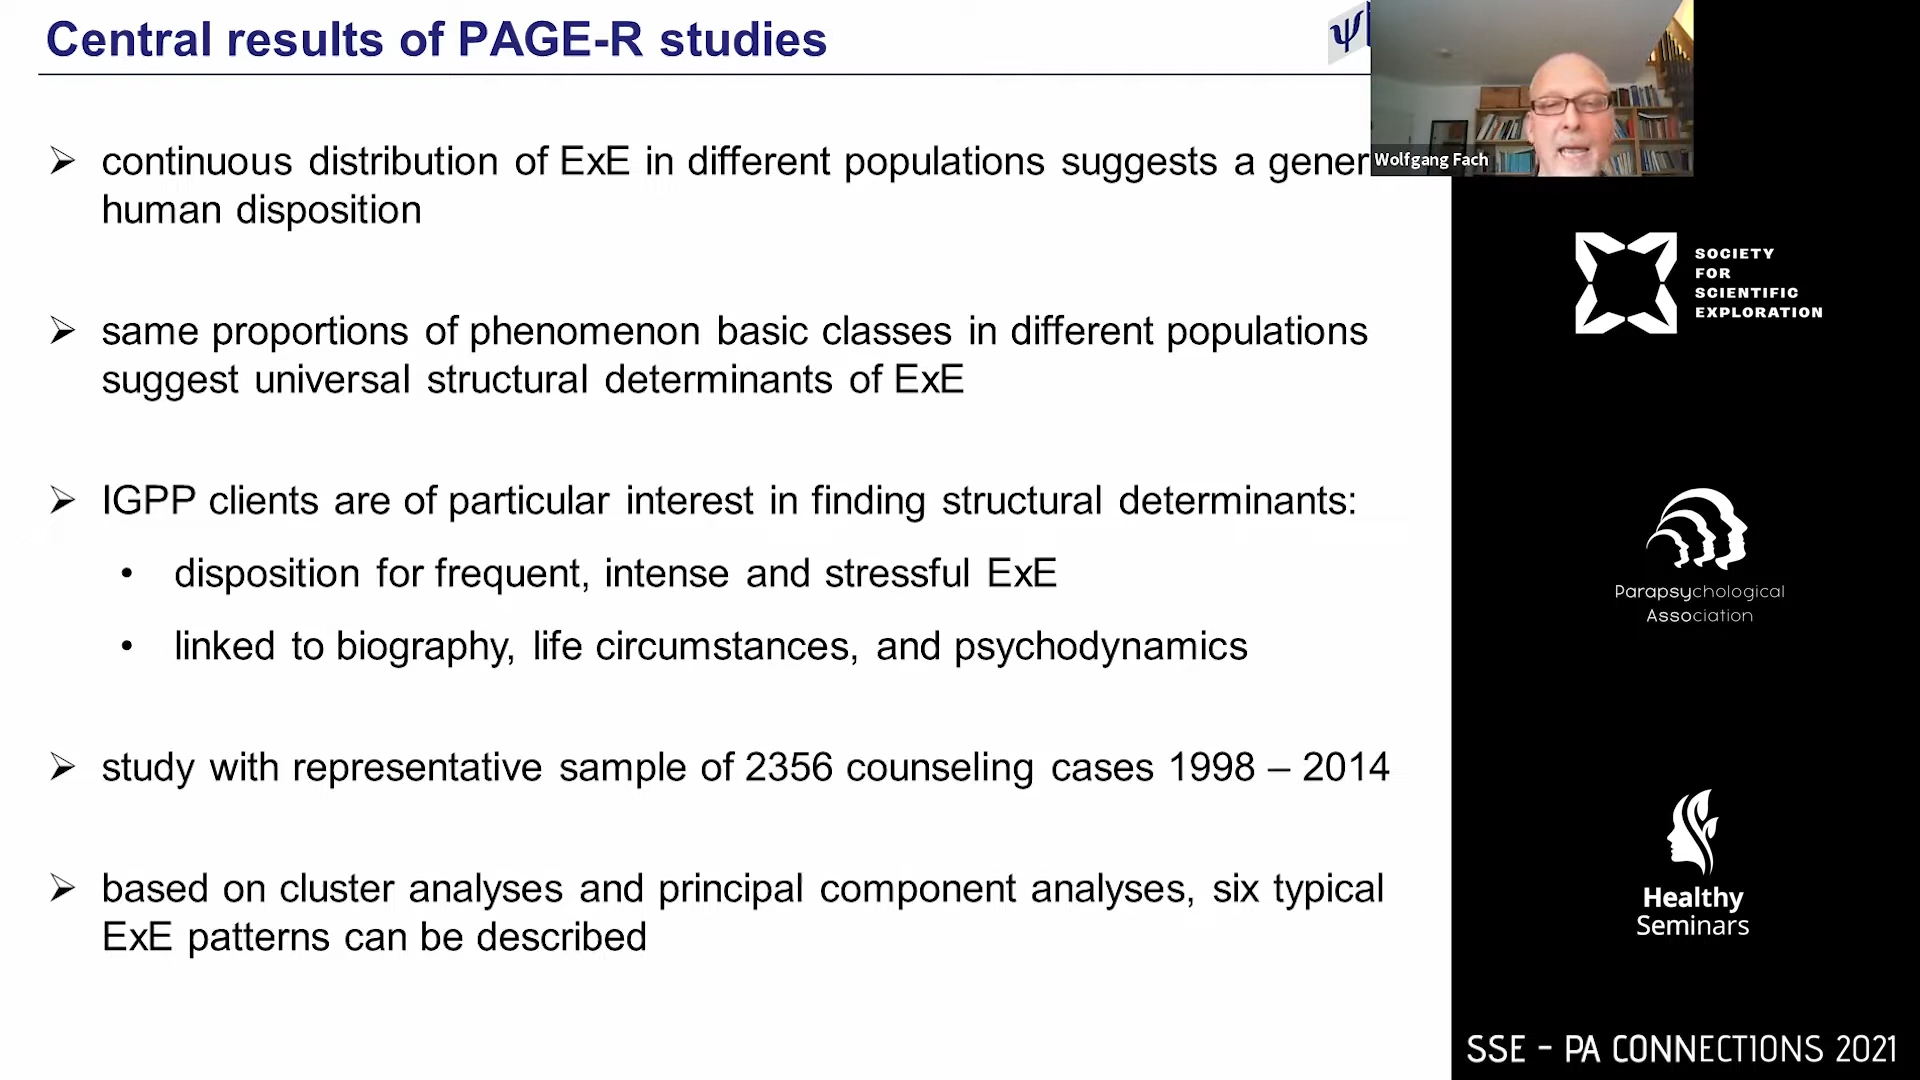 Central results of PAGE-R studies
ψ
Wolfgang Fach
➢ continuous distribution of ExE in different populations suggests a gener
human disposition
➢ same proportions of phenomenon basic classes in different populations
suggest universal structural determinants of ExE
➢ IGPP clients are of particular interest in finding structural determinants:
• disposition for frequent, intense and stressful ExE
• linked to biography, life circumstances, and psychodynamics
➢ study with representative sample of 2356 counseling cases 1998 – 2014
➢ based on cluster analyses and principal component analyses, six typical
ExE patterns can be described
SOCIETY
FOR
SCIENTIFIC
EXPLORATION
Parapsychological
Association
Healthy
Seminars
SSE - PA CONNECTIONS 2021